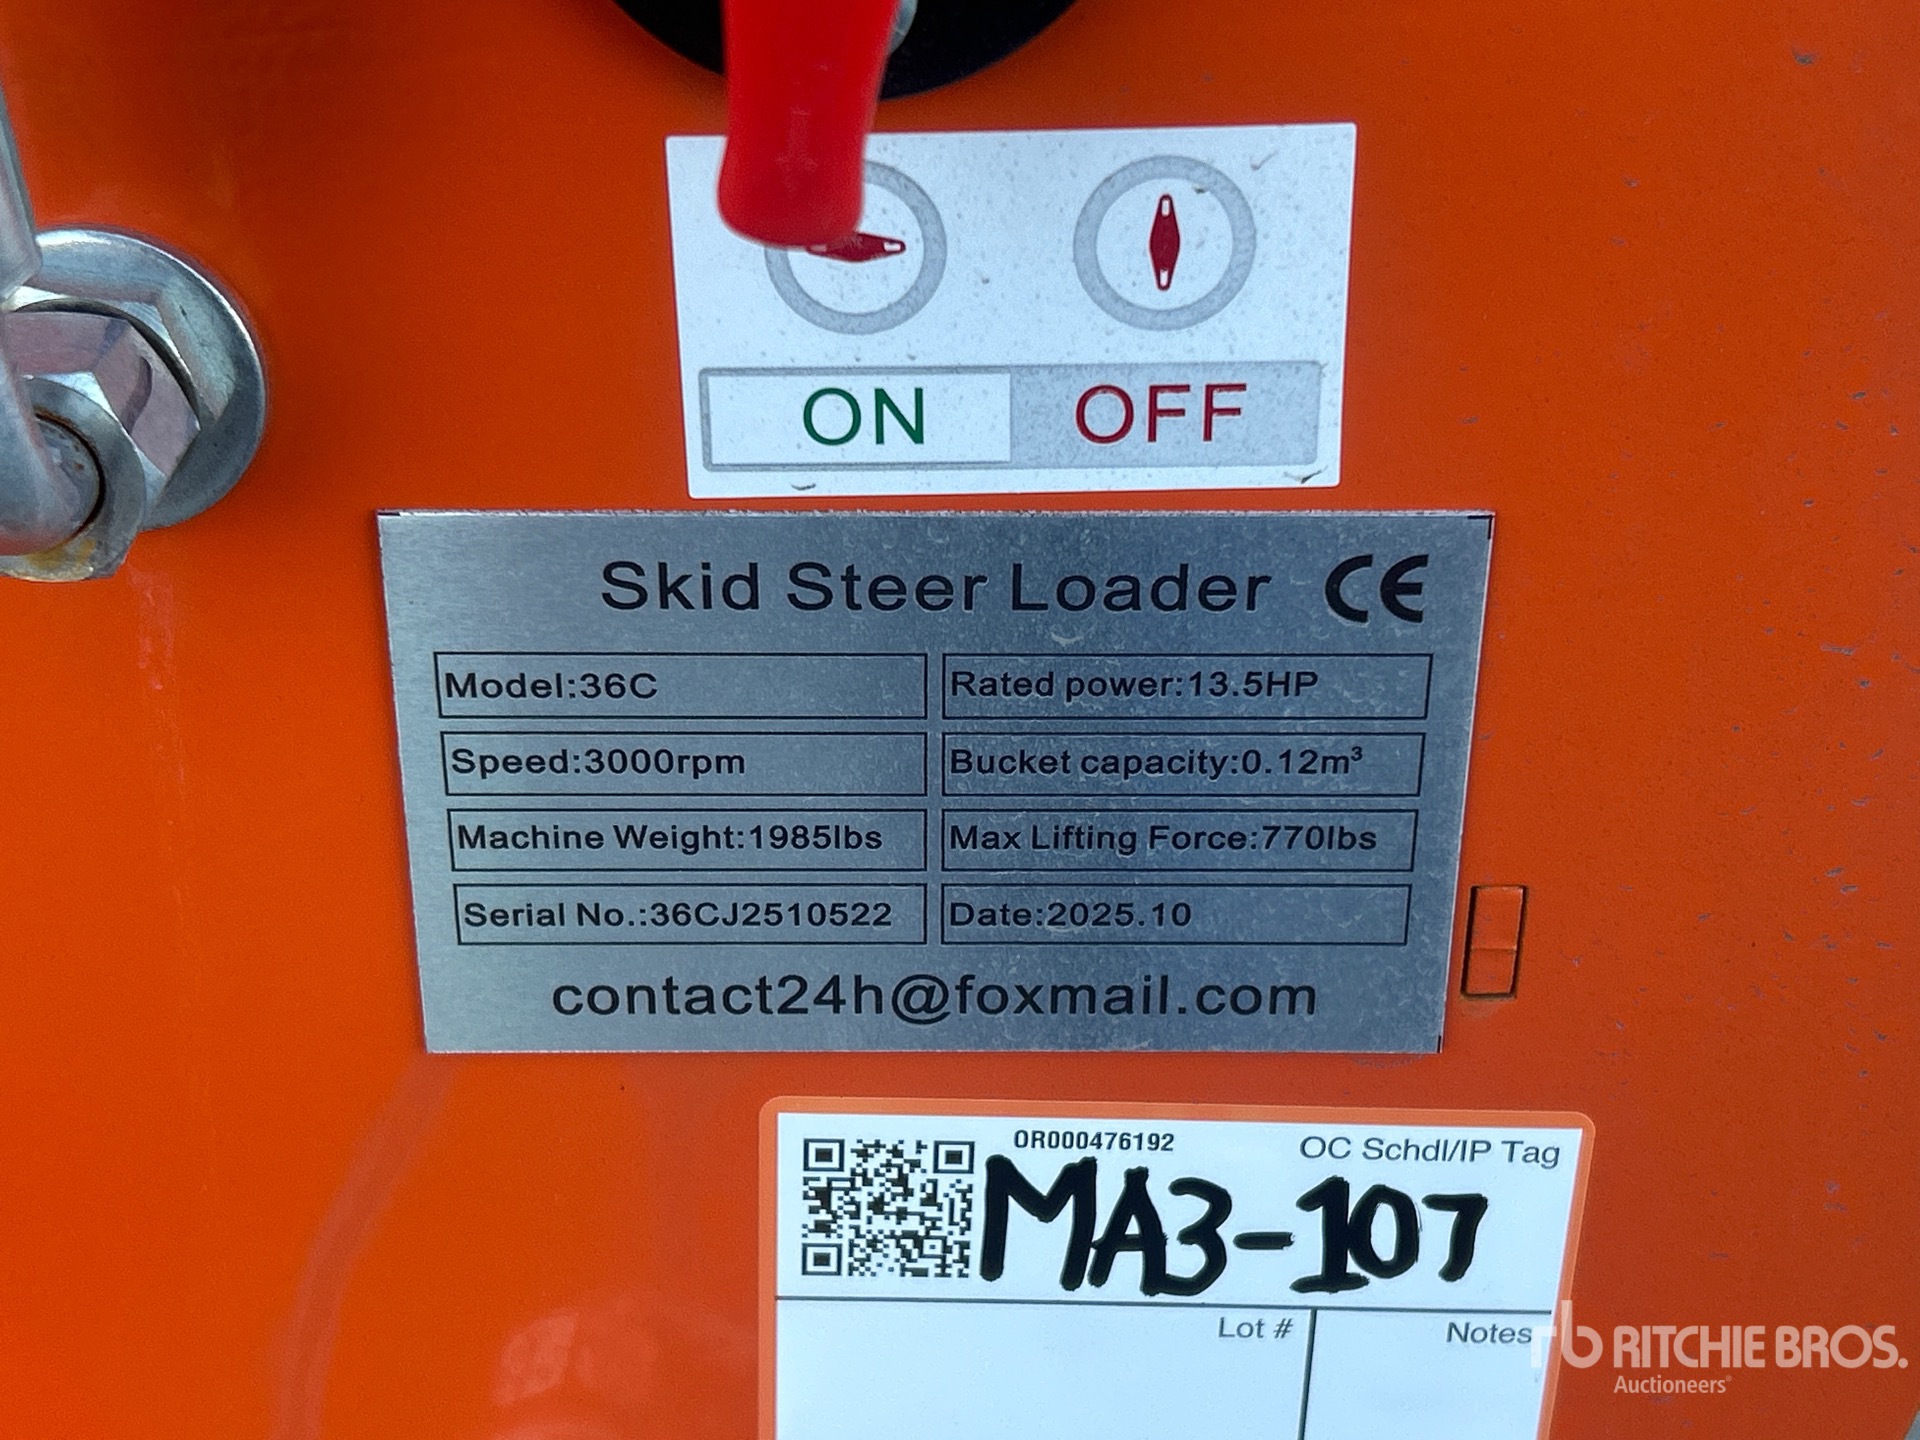 ON OFF
Skid Steer Loader CE
Model:36C Rated power:13.5HP
Speed:3000rpm Bucket capacity:0.12m³
Machine Weight:1985lbs Max Lifting Force:770lbs
Serial No.:36CJ2510522 Date:2025.10
contact24h@foxmail.com
OR000476192 OC Schdl/IP Tag
MA3-107
Lot # Notes
RITCHIE BROS.
Auctioneers